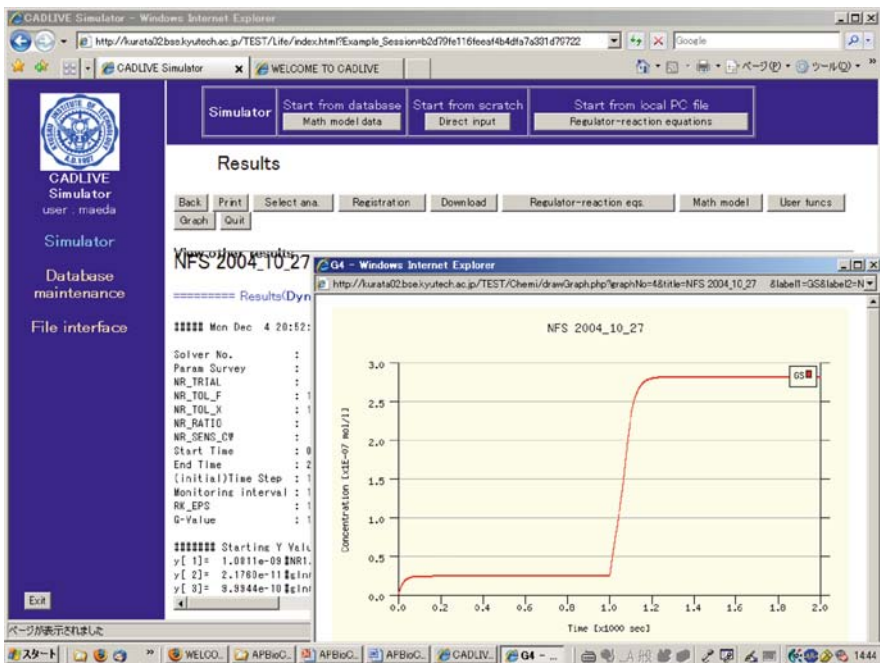 CADLIVE Simulator - Windows Internet Explorer
http://kurata02.bse.kyutech.ac.jp/TEST/Life/index.html?Example_Session=b2d79fe116feeaf4b4dfa7a331d79722
Google
CADLIVE Simulator
WELCOME TO CADLIVE
ページ(P)
ツール(O)
CADLIVE
Simulator
user : maeda
Simulator
Database
maintenance
File interface
Exit
Simulator
Start from database
Math model data
Start from scratch
Direct input
Start from local PC file
Regulator-reaction equations
Results
Back
Print
Select ana.
Registration
Download
Regulator-reaction eqs.
Math model
User funcs
Graph
Quit
View other results
NFS 2004_10_27
========= Results(Dyn
##### Mon Dec 4 20:52:
Solver No. :
Param Survey :
NR_TRIAL :
NR_TOL_F : 1
NR_TOL_X : 1
NR_RATIO :
NR_SENS_CW :
Start Time : 0
End Time : 2
(initial)Time Step : 1
Monitoring interval : 1
RK_EPS : 1
G-Value : 1
####### Starting Y Valu
y[ 1]= 1.0811e-09
y[ 2]= 2.1760e-11
y[ 3]= 9.9944e-10
G4 - Windows Internet Explorer
http://kurata02.bse.kyutech.ac.jp/TEST/Chemi/drawGraph.php?graphNo=4&title=NFS 2004_10_27 &label1=GS&label2=N
NFS 2004_10_27
GS
Concentration [x1E-07 mol/l]
3.0
2.5
2.0
1.5
1.0
0.5
0.0
0.0 0.2 0.4 0.6 0.8 1.0 1.2 1.4 1.6 1.8 2.0
Time [x1000 sec]
ページが表示されました
スタート
WELCO...
APBioC...
APBioC...
APBioC...
CADLIV...
G4 - ...
1444